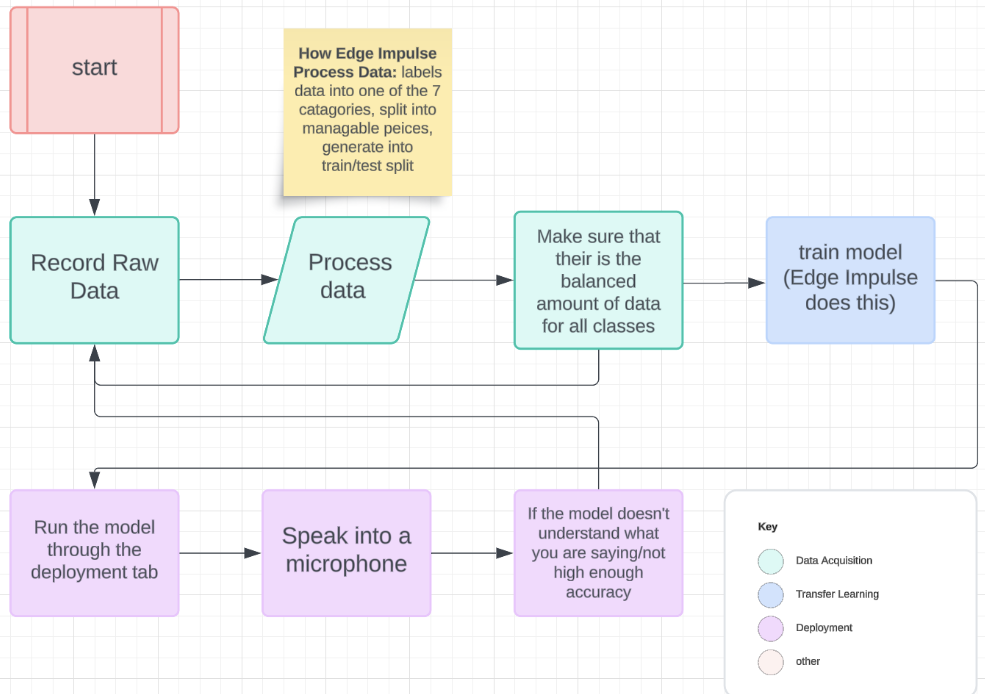 start
How Edge Impulse
Process Data: labels
data into one of the 7
catagories, split into
managable peices,
generate into
train/test split
Record Raw
Data
Process
data
Make sure that
their is the
balanced
amount of data
for all classes
train model
(Edge Impulse
does this)
Run the model
through the
deployment tab
Speak into a
microphone
If the model doesn't
understand what
you are saying/not
high enough
accuracy
Key
Data Acquisition
Transfer Learning
Deployment
other